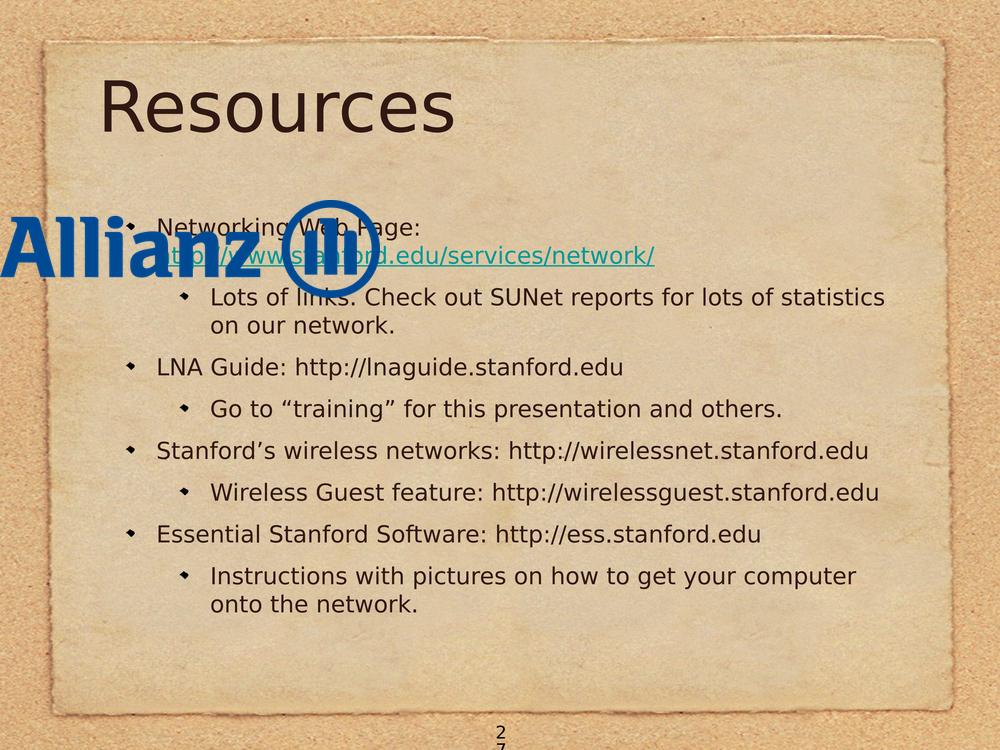 Resources
Allianz
Networking Web Page:
http://www.stanford.edu/services/network/
Lots of links. Check out SUNet reports for lots of statistics
on our network.
LNA Guide: http://lnaguide.stanford.edu
Go to “training” for this presentation and others.
Stanford’s wireless networks: http://wirelessnet.stanford.edu
Wireless Guest feature: http://wirelessguest.stanford.edu
Essential Stanford Software: http://ess.stanford.edu
Instructions with pictures on how to get your computer
onto the network.
2
7